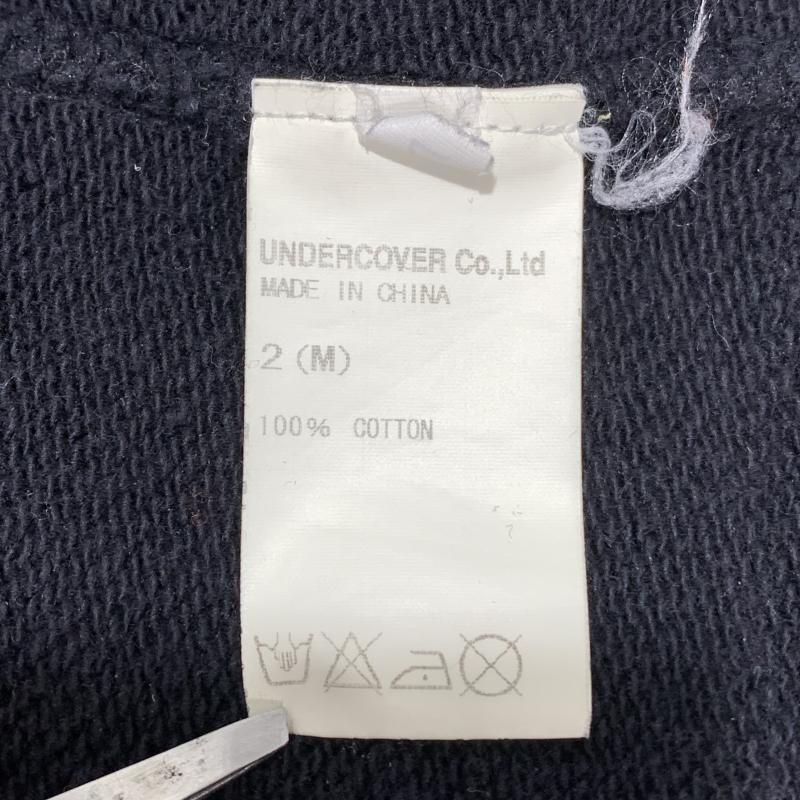 UNDERCOVER Co.,Ltd
MADE IN CHINA
2 (M)
100% COTTON